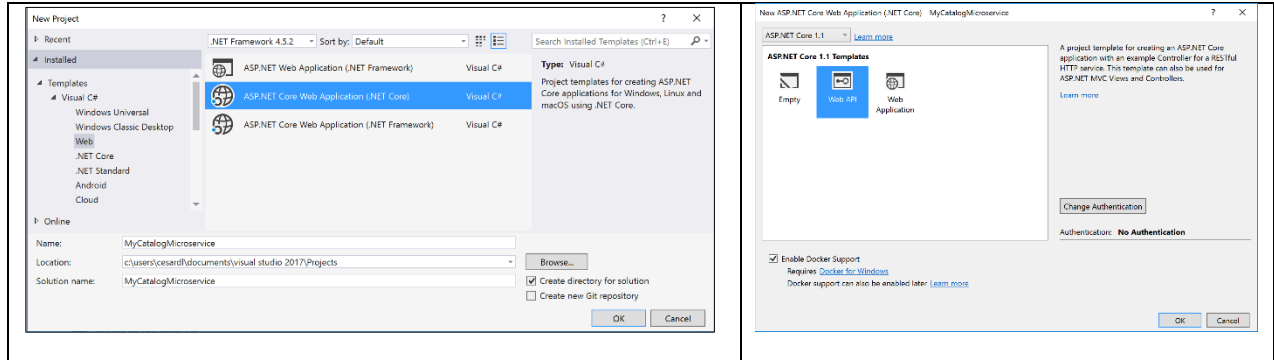 New Project
? ×
Recent
.NET Framework 4.5.2 Sort by: Default
Search Installed Templates (Ctrl+E)
Installed
Templates
Visual C#
Windows Universal
Windows Classic Desktop
Web
.NET Core
.NET Standard
Android
Cloud
Online
ASP.NET Web Application (.NET Framework) Visual C#
ASP.NET Core Web Application (.NET Core) Visual C#
ASP.NET Core Web Application (.NET Framework) Visual C#
Type: Visual C#
Project templates for creating ASP.NET
Core applications for Windows, Linux and
macOS using .NET Core.
Name: MyCatalogMicroservice
Location: c:\users\cesardl\documents\visual studio 2017\Projects
Browse...
Solution name: MyCatalogMicroservice
Create directory for solution
Create new Git repository
OK Cancel
New ASP.NET Core Web Application (.NET Core) MyCatalogMicroservice
? ×
ASP.NET Core 1.1 Learn more
ASP.NET Core 1.1 Templates
Empty
Web API
Web
Application
A project template for creating an ASP.NET Core
application with an example Controller for a RESTful
HTTP service. This template can also be used for
ASP.NET MVC Views and Controllers.
Learn more
Change Authentication
Authentication: No Authentication
Enable Docker Support
Requires Docker for Windows
Docker support can also be enabled later Learn more
OK Cancel